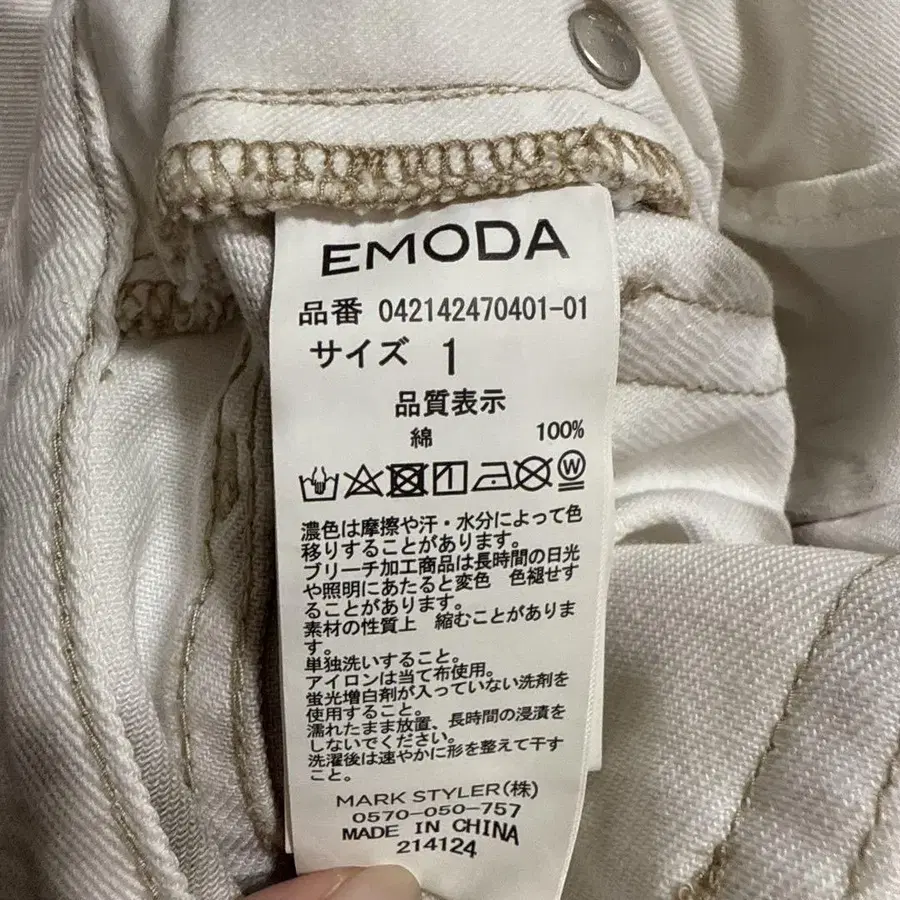 EMODA
品番 042142470401-01
サイズ 1
品質表示
綿 100%
W
濃色は摩擦や汗・水分によって色
移りすることがあります。
ブリーチ加工商品は長時間の日光
や照明にあたると変色 色褪せす
ることがあります。
素材の性質上 縮むことがありま
す。
単独洗いすること。
アイロンは当て布使用。
蛍光増白剤が入っていない洗剤を
使用すること。
濡れたまま放置、長時間の浸漬を
しないでください。
洗濯後は速やかに形を整えて干す
こと。
MARK STYLER(株)
0570-050-757
MADE IN CHINA
214124